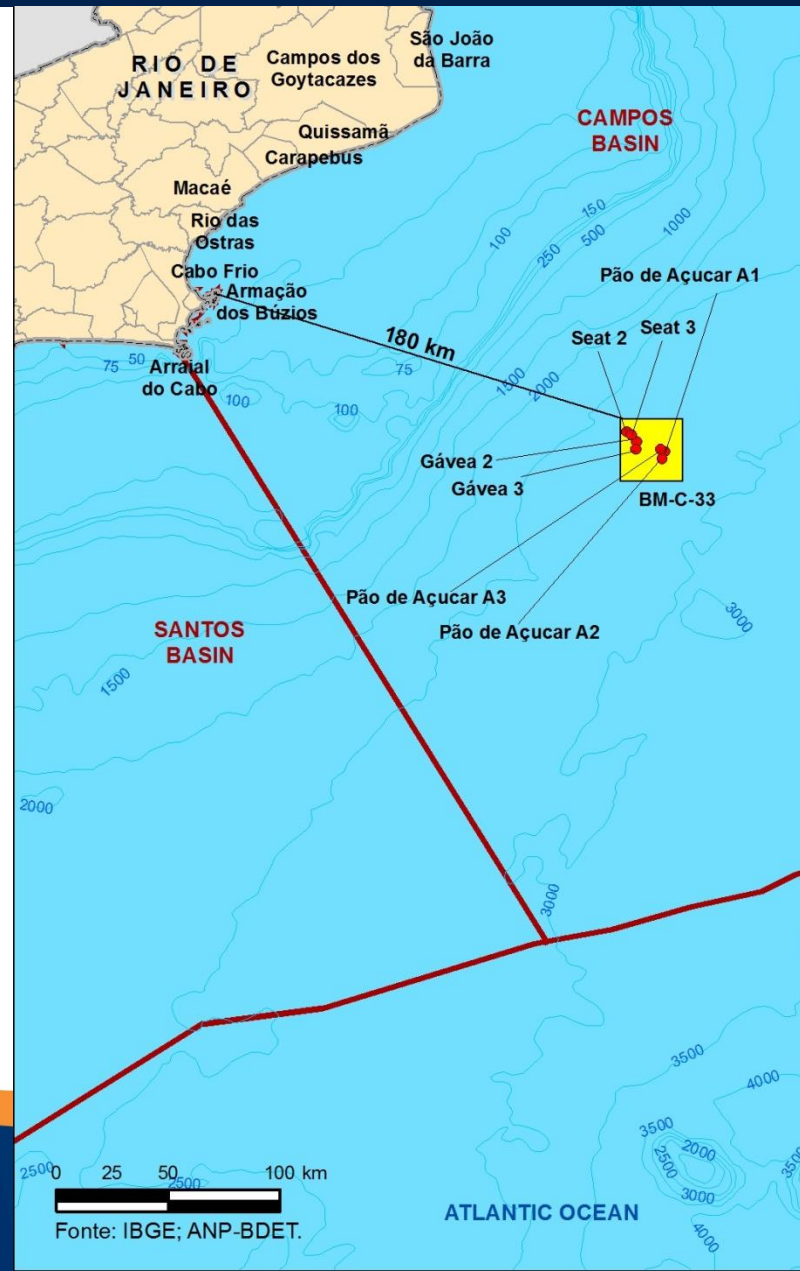 São João
da Barra
RIO DE
JANEIRO
Campos dos
Goytacazes
CAMPOS
BASIN
Quissamã
Carapebus
Macaé
150
1000
Rio das
Ostras
100
250
500
Cabo Frio
Pão de Açucar A1
Armação
dos Búzios
180 km
Seat 2
Seat 3
75
50
Arraial
do Cabo
75
1500
2000
100
100
Gávea 2
Gávea 3
BM-C-33
Pão de Açucar A3
3000
SANTOS
BASIN
Pão de Açucar A2
1500
2000
3000
3500
4000
3500
2000
2500
3000
3500
4000
2500
0 25 50 100 km
2500
Fonte: IBGE; ANP-BDET.
ATLANTIC OCEAN